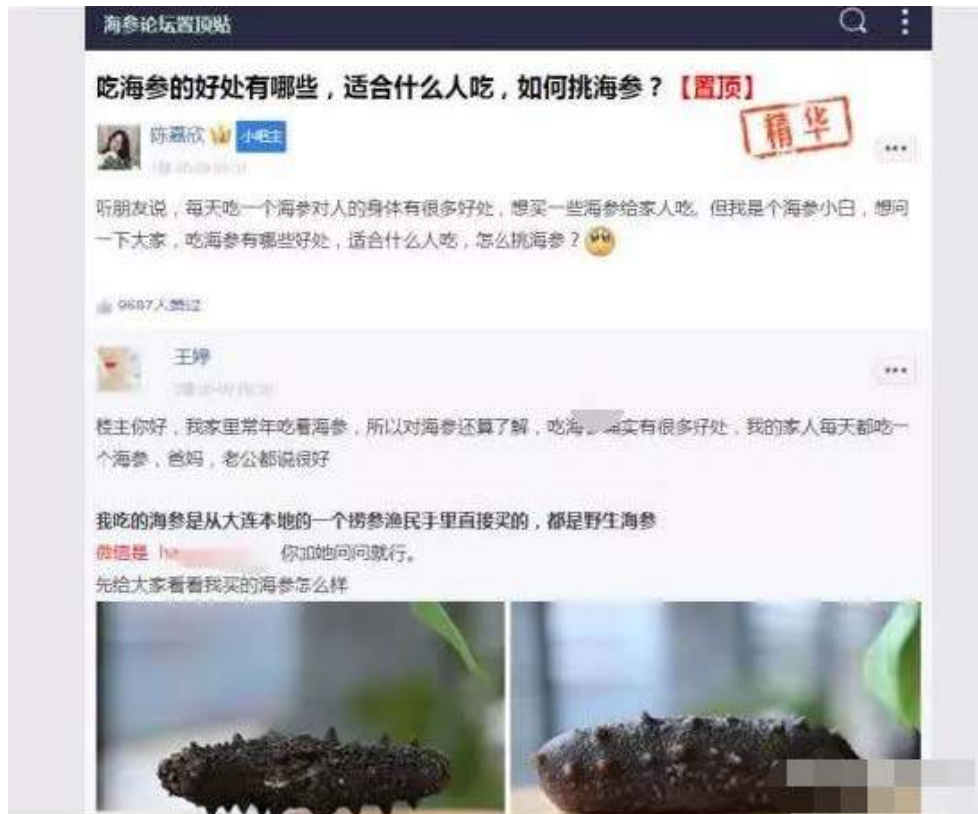 海参论坛置顶贴
吃海参的好处有哪些，适合什么人吃，如何挑海参？【置顶】
精华
陈嘉欣 小吧主
听朋友说，每天吃一个海参对人的身体有很多好处，想买一些海参给家人吃。但我是个海参小白，想问
一下大家，吃海参有哪些好处，适合什么人吃，怎么挑海参？
9687人赞过
王婷
楼主你好，我家里常年吃着海参，所以对海参还算了解，吃海 实有很多好处，我的家人每天都吃一
个海参，爸妈，老公都说很好
我吃的海参是从大连本地的一个捞参渔民手里直接买的，都是野生海参
微信是 你加她问问就行。
先给大家看看我买的海参怎么样